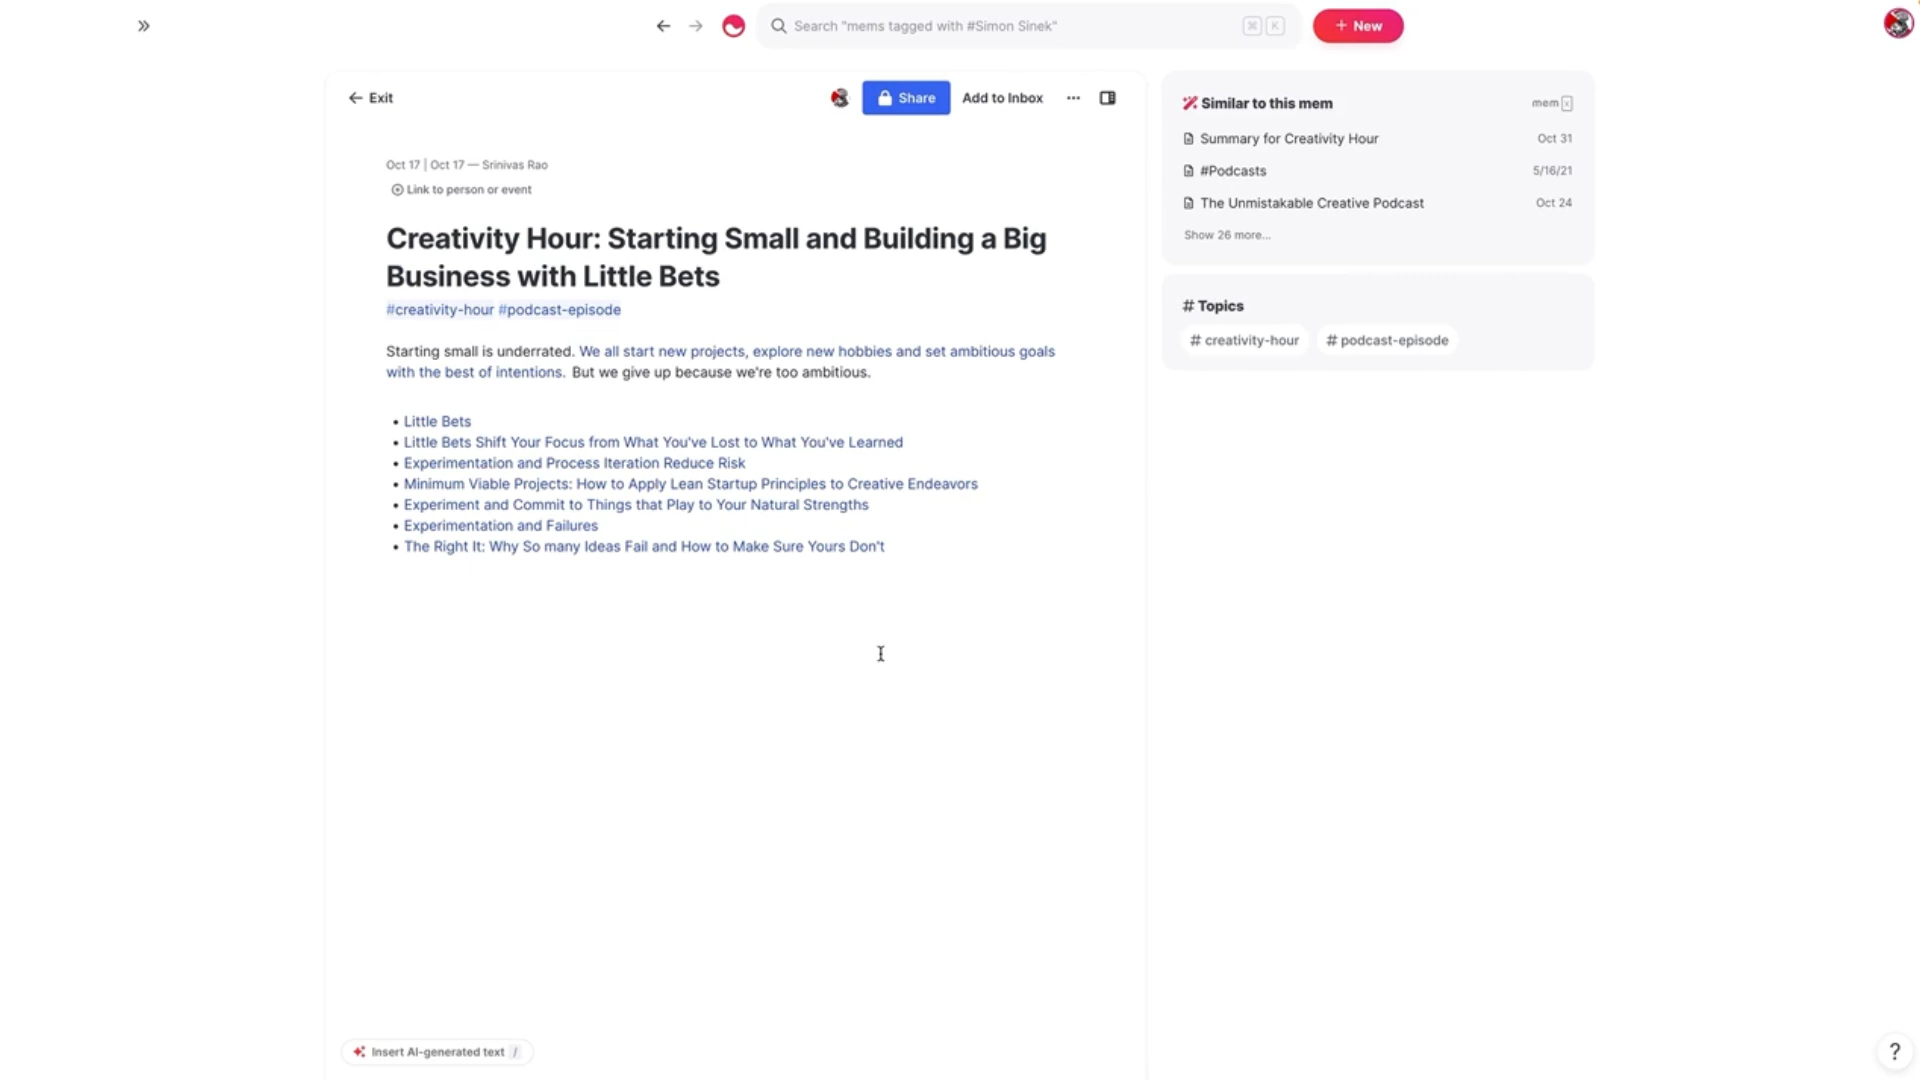 Search "mems tagged with #Simon Sinek"
⌘ K
+ New
Exit
Share
Add to Inbox
Oct 17 | Oct 17 — Srinivas Rao
Link to person or event
Creativity Hour: Starting Small and Building a Big
Business with Little Bets
#creativity-hour #podcast-episode
Starting small is underrated. We all start new projects, explore new hobbies and set ambitious goals
with the best of intentions. But we give up because we're too ambitious.
• Little Bets
• Little Bets Shift Your Focus from What You've Lost to What You've Learned
• Experimentation and Process Iteration Reduce Risk
• Minimum Viable Projects: How to Apply Lean Startup Principles to Creative Endeavors
• Experiment and Commit to Things that Play to Your Natural Strengths
• Experimentation and Failures
• The Right It: Why So many Ideas Fail and How to Make Sure Yours Don't
Insert AI-generated text /
Similar to this mem
mem x
Summary for Creativity Hour Oct 31
#Podcasts 5/16/21
The Unmistakable Creative Podcast Oct 24
Show 26 more...
# Topics
# creativity-hour # podcast-episode
?